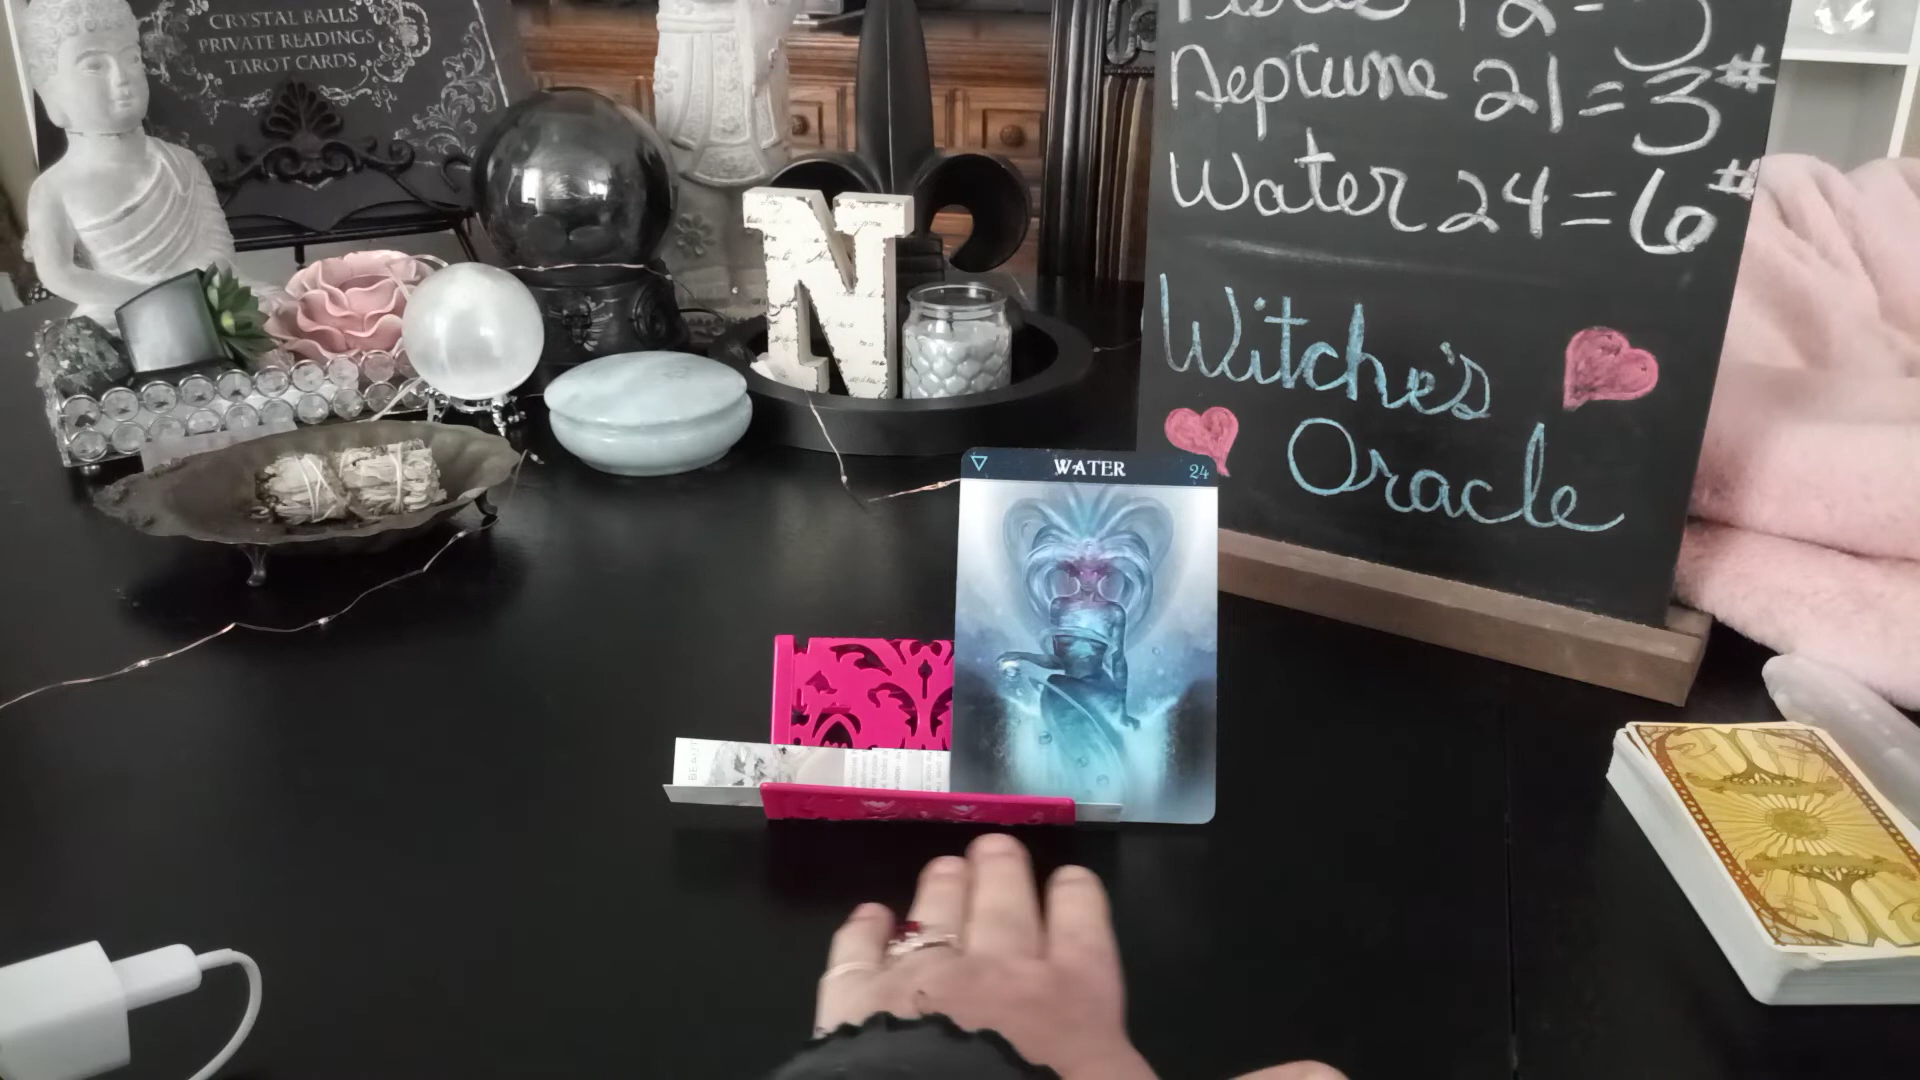 CRYSTAL BALLS
PRIVATE READINGS
TAROT CARDS
Neptune 21=3#
Water 24=6#
Witche's
Oracle
N
WATER
24